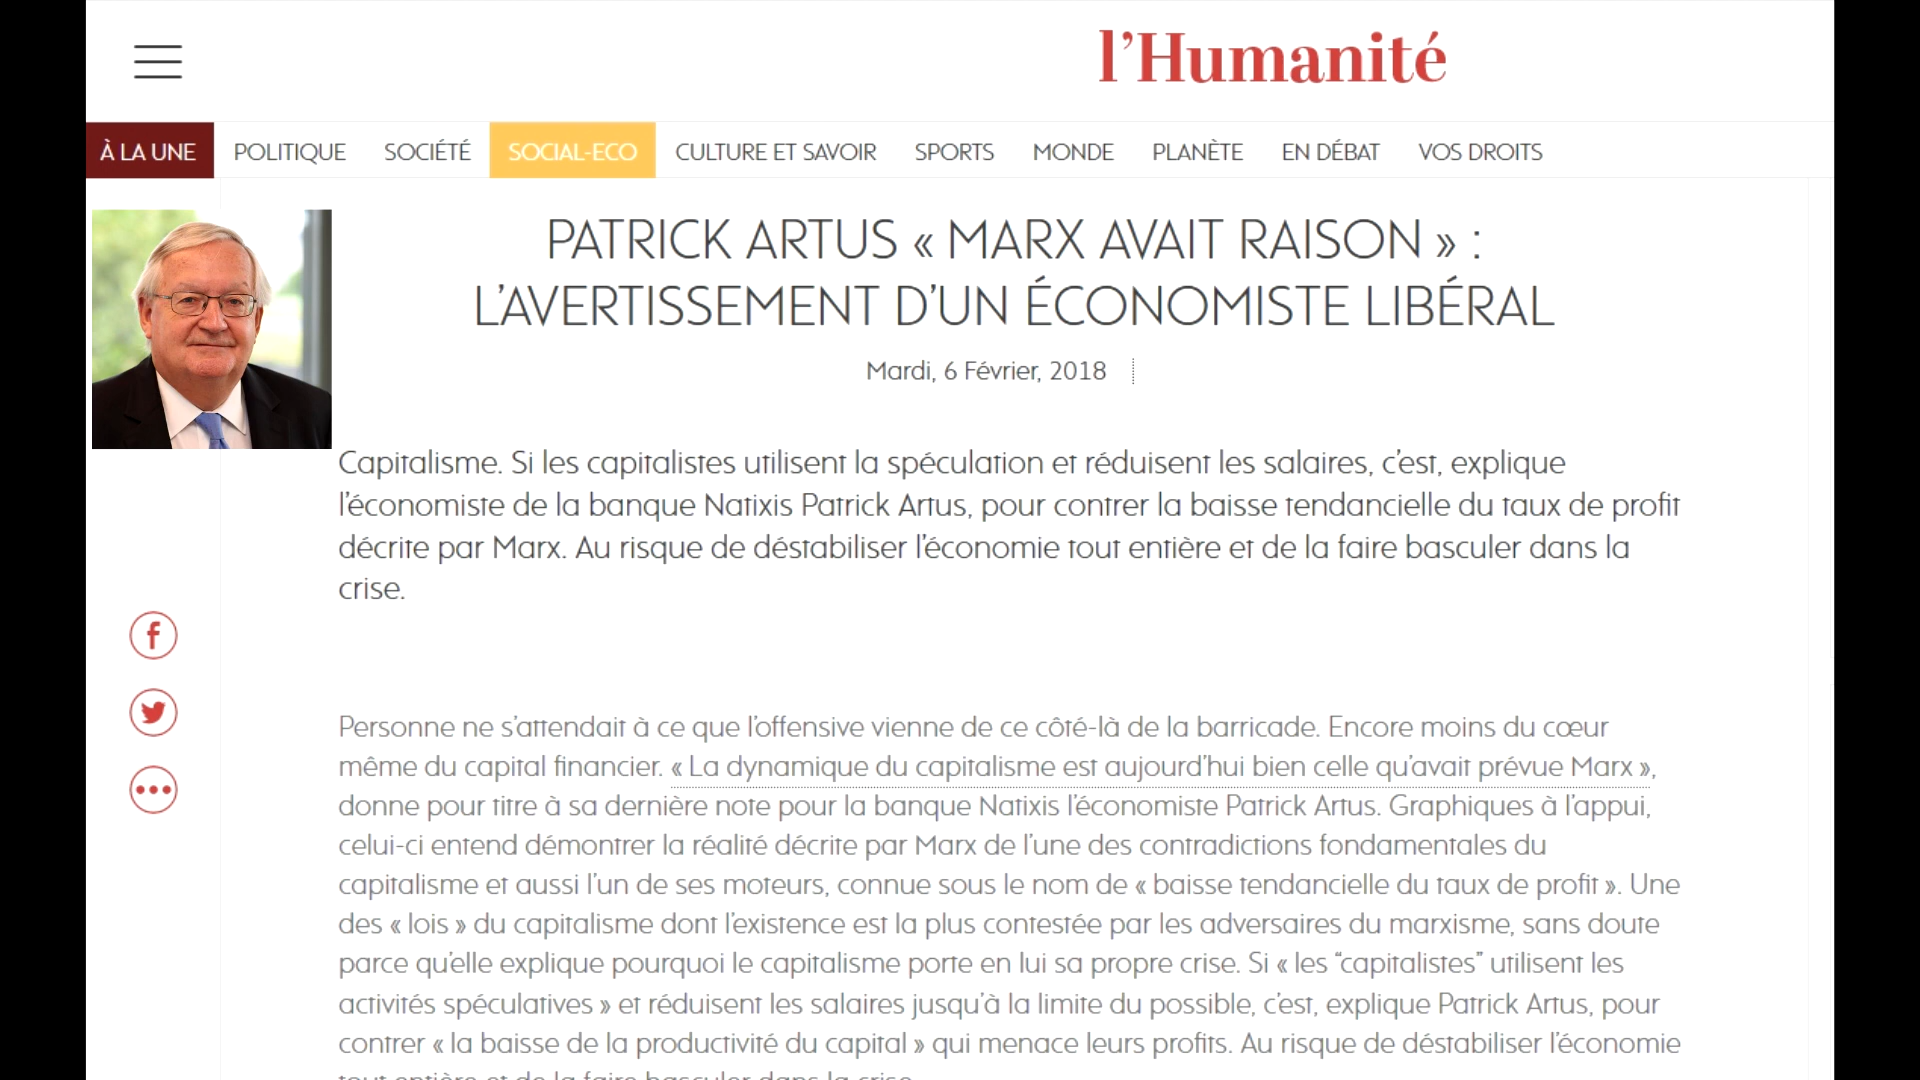 l’Humanité
À LA UNE POLITIQUE SOCIÉTÉ SOCIAL-ECO CULTURE ET SAVOIR SPORTS MONDE PLANÈTE EN DÉBAT VOS DROITS
PATRICK ARTUS « MARX AVAIT RAISON » :
L’AVERTISSEMENT D’UN ÉCONOMISTE LIBÉRAL
Mardi, 6 Février, 2018
Capitalisme. Si les capitalistes utilisent la spéculation et réduisent les salaires, c’est, explique
l’économiste de la banque Natixis Patrick Artus, pour contrer la baisse tendancielle du taux de profit
décrite par Marx. Au risque de déstabiliser l’économie tout entière et de la faire basculer dans la
crise.
Personne ne s’attendait à ce que l’offensive vienne de ce côté-là de la barricade. Encore moins du cœur
même du capital financier. « La dynamique du capitalisme est aujourd’hui bien celle qu’avait prévue Marx »,
donne pour titre à sa dernière note pour la banque Natixis l’économiste Patrick Artus. Graphiques à l’appui,
celui-ci entend démontrer la réalité décrite par Marx de l’une des contradictions fondamentales du
capitalisme et aussi l’un de ses moteurs, connue sous le nom de « baisse tendancielle du taux de profit ». Une
des « lois » du capitalisme dont l’existence est la plus contestée par les adversaires du marxisme, sans doute
parce qu’elle explique pourquoi le capitalisme porte en lui sa propre crise. Si « les “capitalistes” utilisent les
activités spéculatives » et réduisent les salaires jusqu’à la limite du possible, c’est, explique Patrick Artus, pour
contrer « la baisse de la productivité du capital » qui menace leurs profits. Au risque de déstabiliser l’économie
tout entière et de la faire basculer dans la crise.